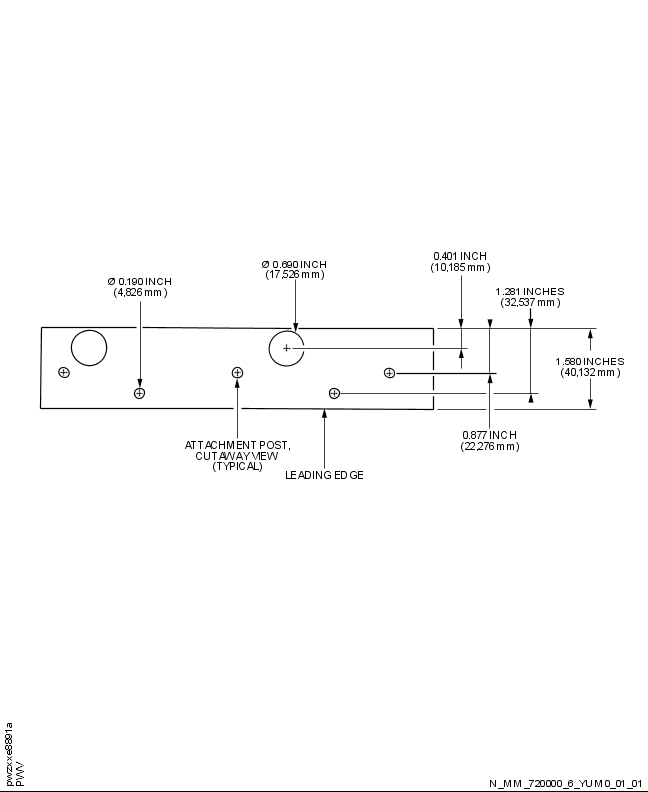 0.401 INCH
(10,185 mm)
Ø 0.690 INCH
(17,526 mm)
Ø 0.190 INCH
(4,826 mm)
1.281 INCHES
(32,537 mm)
1.580 INCHES
(40,132 mm)
0.877 INCH
(22,276 mm)
ATTACHMENT POST,
CUTAWAY VIEW
(TYPICAL)
LEADING EDGE
pwzxxe8891a
PWV
N_MM_720000_6_YUM0_01_01